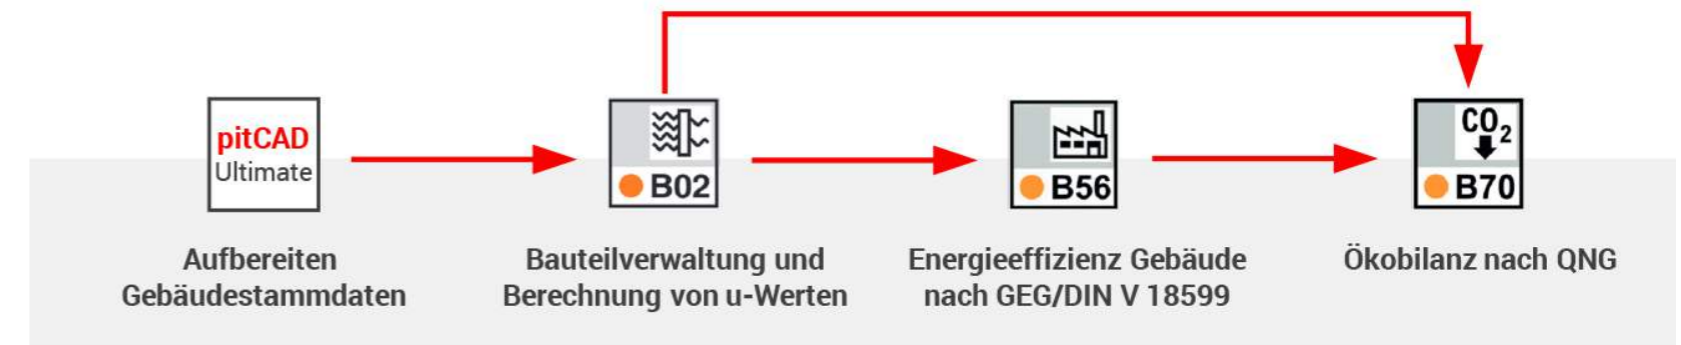 pitCAD
Ultimate
Aufbereiten
Gebäudestammdaten
B02
Bauteilverwaltung und
Berechnung von u-Werten
B56
Energieeffizienz Gebäude
nach GEG/DIN V 18599
CO₂
B70
Ökobilanz nach QNG